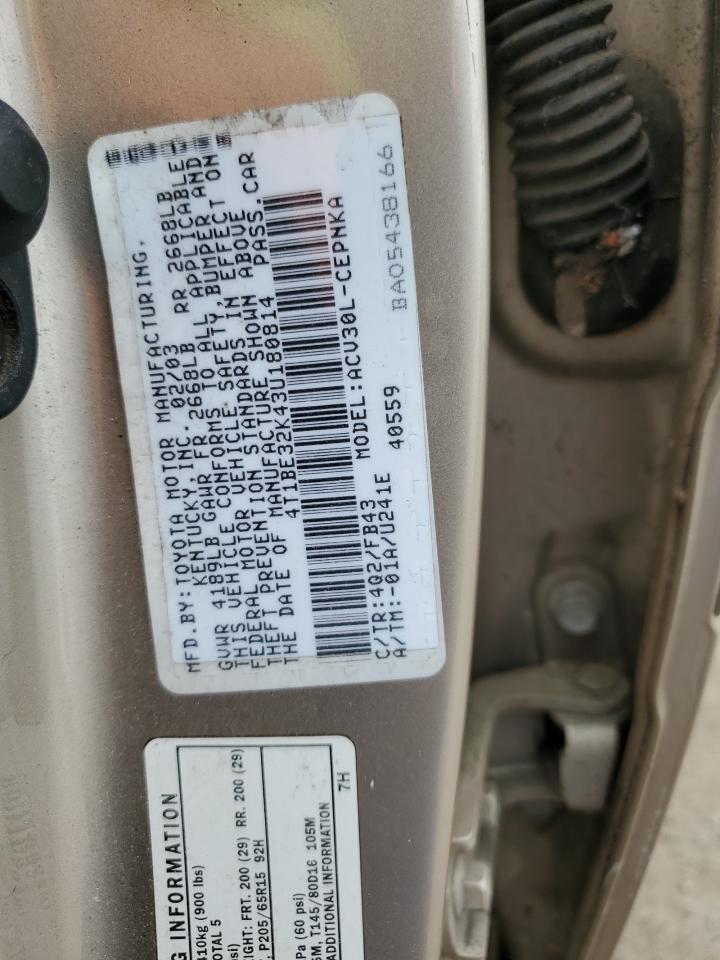 MFD.BY:TOYOTA MOTOR MANUFACTURING,
KENTUCKY, INC. 02/03
GVWR 4189LB GAWR FR 2668LB RR 2668LB
THIS VEHICLE CONFORMS TO ALL APPLICABLE
FEDERAL MOTOR VEHICLE SAFETY, BUMPER AND
THEFT PREVENTION STANDARDS IN EFFECT ON
THE DATE OF MANUFACTURE SHOWN ABOVE
4T1BE32K43U180814 PASS.CAR
MODEL:ACV30L-CEPNKA
C/TR:4Q2/FB43 40559
A/TM:-01A/U241E
BA05438166
G INFORMATION
410kg (900 lbs)
OTAL 5
IGHT: FRT. 200 (29) RR. 200 (29)
P205/65R15 92H
Pa (60 psi)
5M, T145/80D16 105M
ADDITIONAL INFORMATION
7H